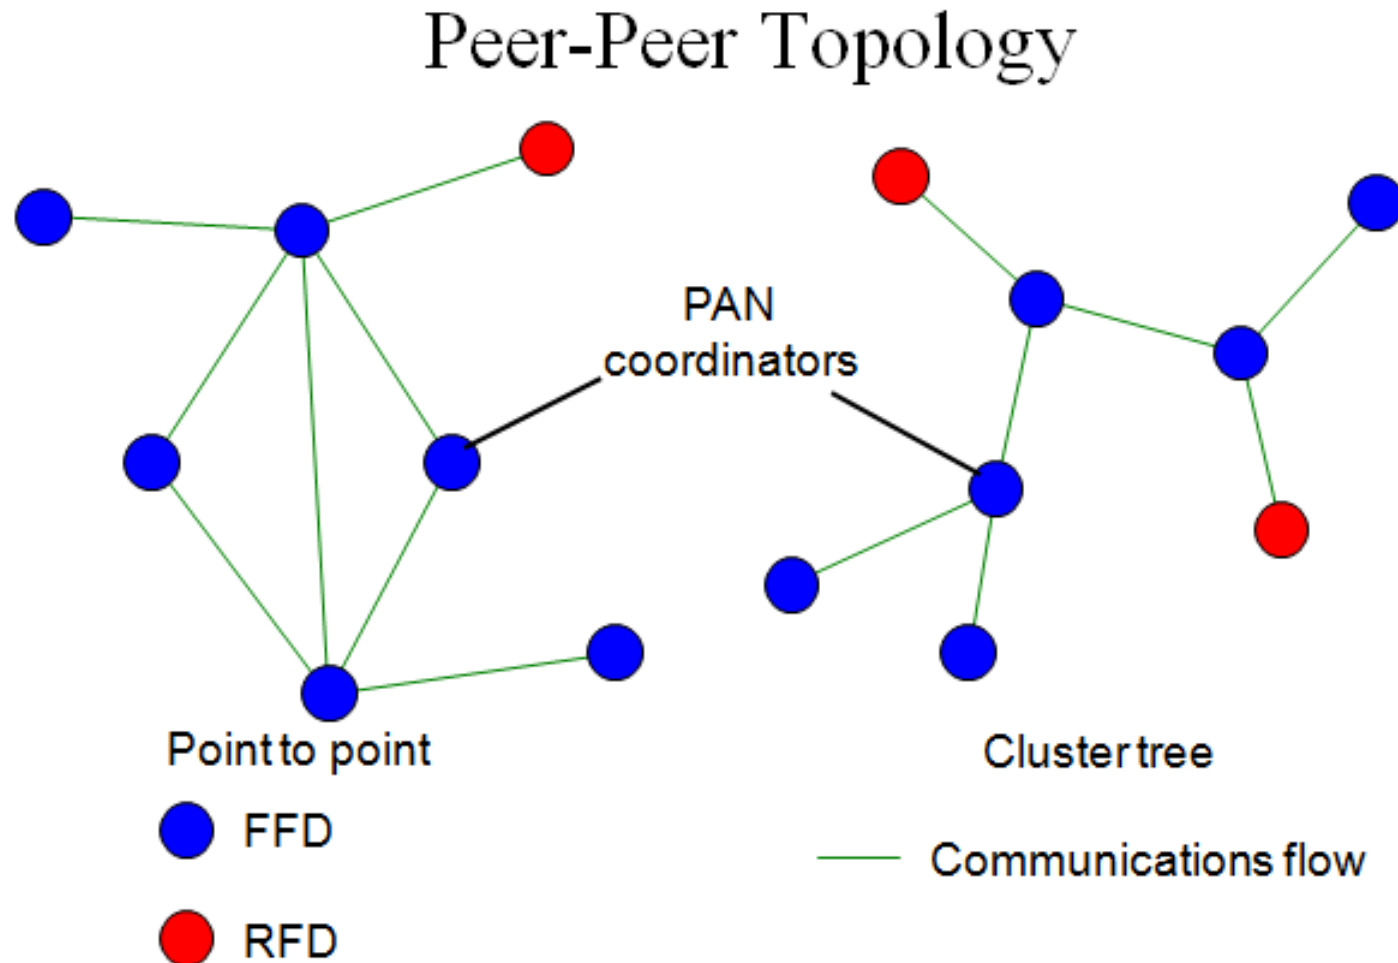 Peer-Peer Topology
PAN
coordinators
Point to point
Cluster tree
FFD
Communications flow
RFD